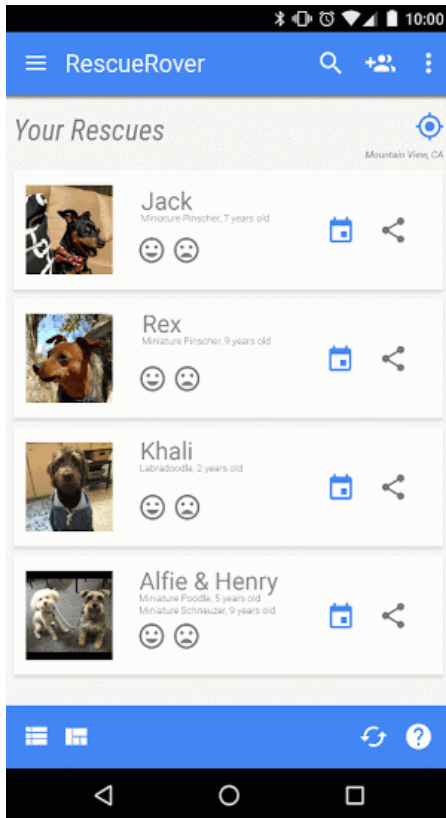 10:00
RescueRover
Your Rescues
Mountain View, CA
Jack
Miniature Pinscher, 7 years old
Rex
Miniature Pinscher, 9 years old
Khali
Labradoodle, 2 years old
Alfie & Henry
Miniature Poodle, 5 years old
Miniature Schnauzer, 9 years old